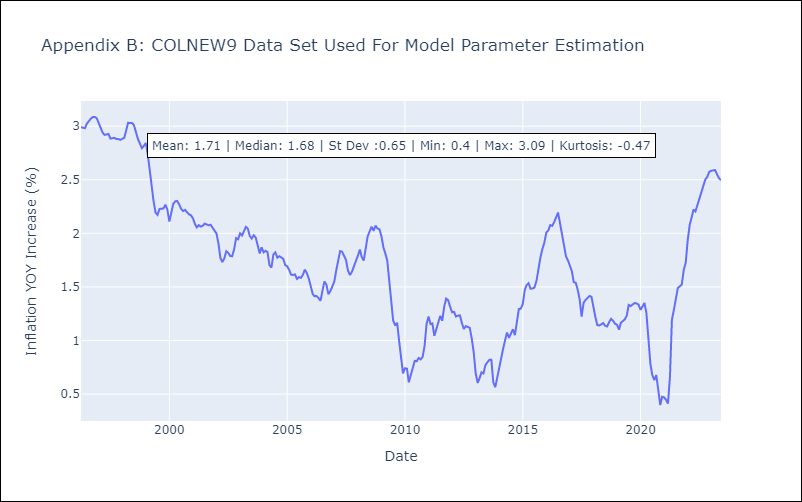 Appendix B: COLNEW9 Data Set Used For Model Parameter Estimation
Mean: 1.71 | Median: 1.68 | St Dev :0.65 | Min: 0.4 | Max: 3.09 | Kurtosis: -0.47
Inflation YOY Increase (%)
3
2.5
2
1.5
1
0.5
2000
2005
2010
2015
2020
Date